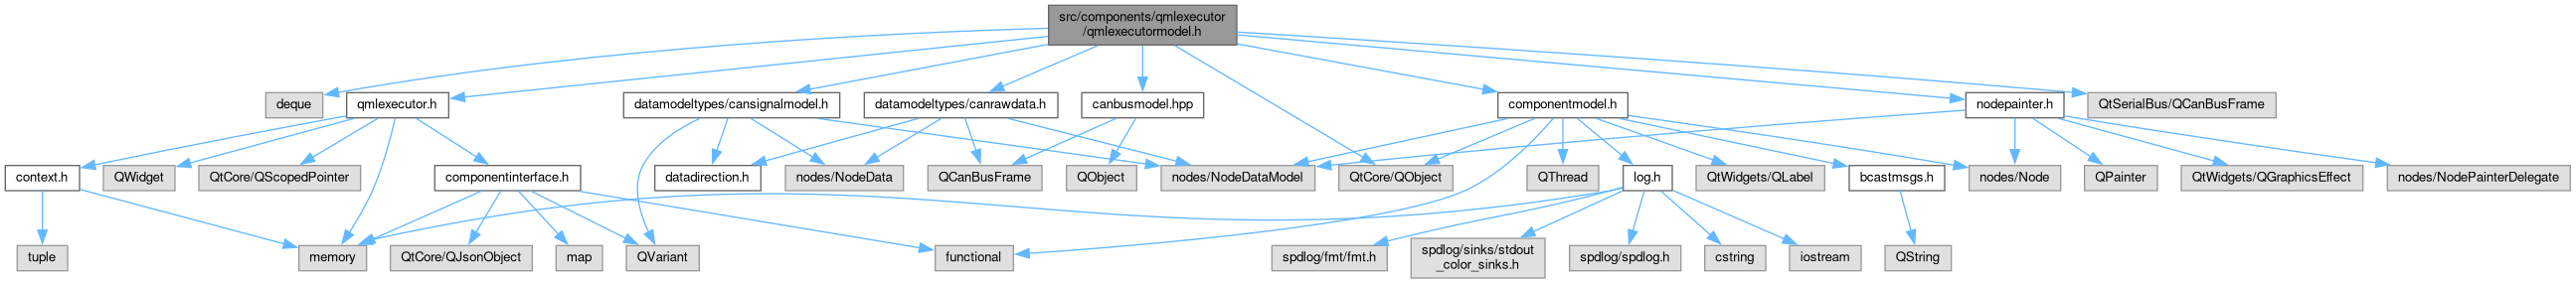 src/components/qmlexecutor
/qmlexecutormodel.h
deque
qmlexecutor.h
datamodeltypes/cansignalmodel.h
datamodeltypes/canrawdata.h
canbusmodel.hpp
componentmodel.h
nodepainter.h
QtSerialBus/QCanBusFrame
context.h
QWidget
QtCore/QScopedPointer
componentinterface.h
datadirection.h
nodes/NodeData
QCanBusFrame
QObject
nodes/NodeDataModel
QtCore/QObject
QThread
log.h
QtWidgets/QLabel
bcastmsgs.h
nodes/Node
QPainter
QtWidgets/QGraphicsEffect
nodes/NodePainterDelegate
tuple
memory
QtCore/QJsonObject
map
QVariant
functional
spdlog/fmt/fmt.h
spdlog/sinks/stdout
_color_sinks.h
spdlog/spdlog.h
cstring
iostream
QString